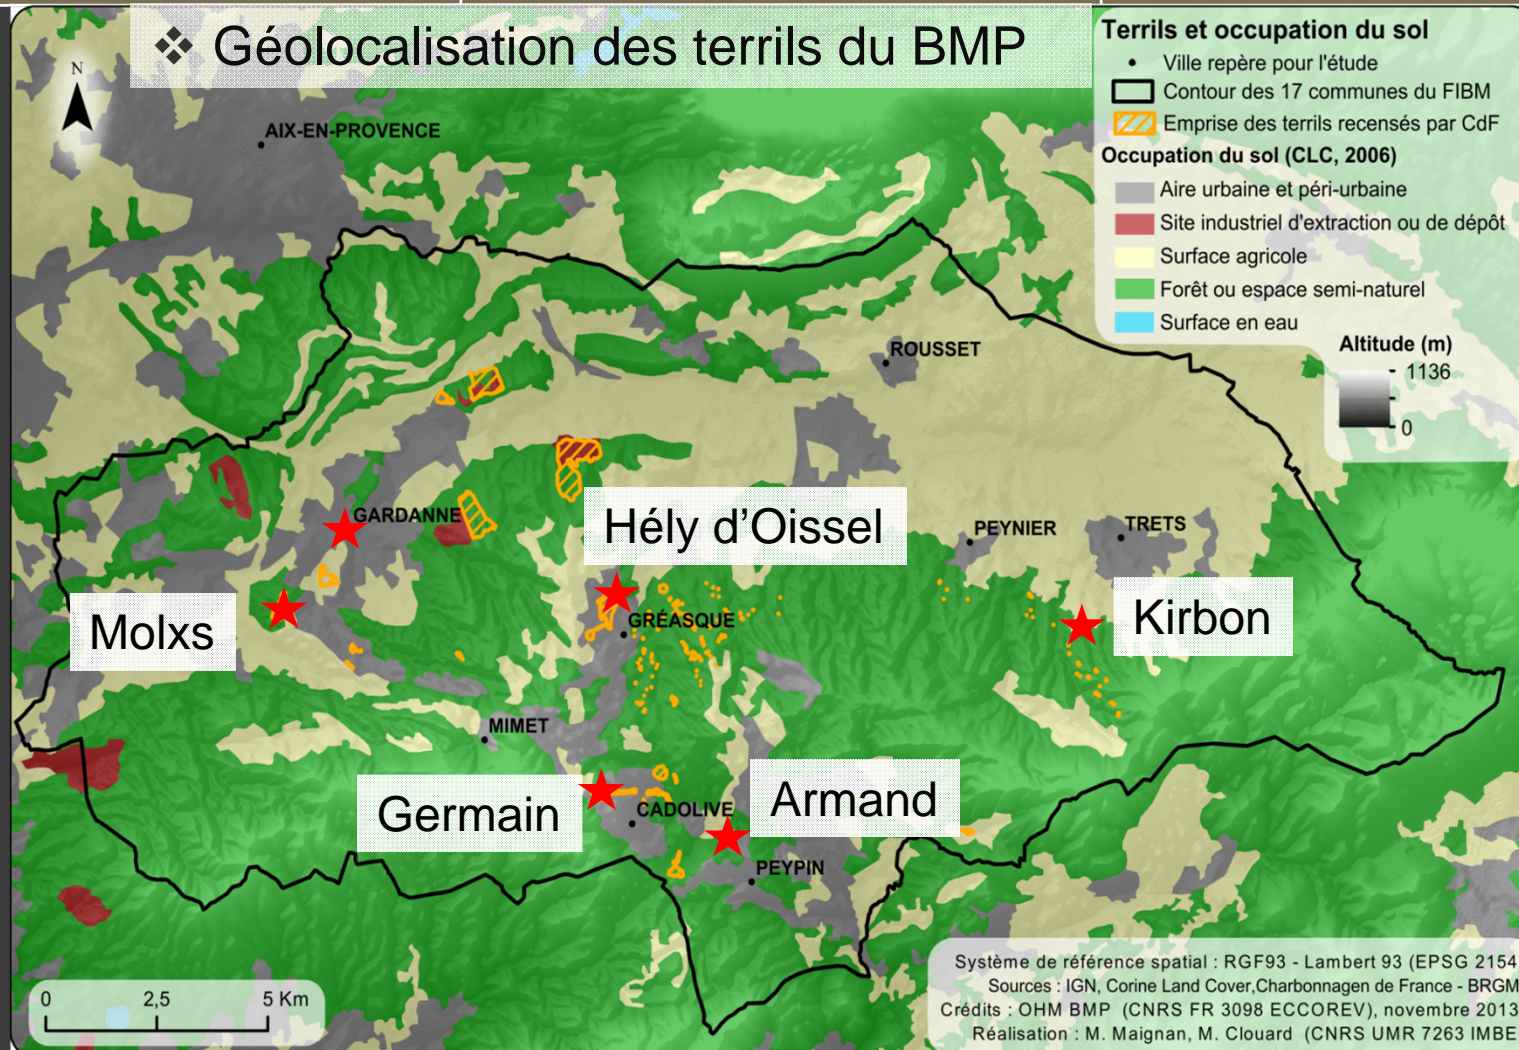 ❖ Géolocalisation des terrils du BMP
Terrils et occupation du sol
Ville repère pour l'étude
Contour des 17 communes du FIBM
Emprise des terrils recensés par CdF
Occupation du sol (CLC, 2006)
Aire urbaine et péri-urbaine
Site industriel d'extraction ou de dépôt
Surface agricole
Forêt ou espace semi-naturel
Surface en eau
Altitude (m)
1136
0
N
AIX-EN-PROVENCE
ROUSSET
GARDANNE
Hély d'Oissel
PEYNIER
TRETS
Molxs
GRÉASQUE
Kirbon
MIMET
Germain
CADOLIVE
Armand
PEYPIN
0 2,5 5 Km
Système de référence spatial : RGF93 - Lambert 93 (EPSG 2154
Sources : IGN, Corine Land Cover,Charbonnagen de France - BRGM
Crédits : OHM BMP (CNRS FR 3098 ECCOREV), novembre 2013
Réalisation : M. Maignan, M. Clouard (CNRS UMR 7263 IMBE